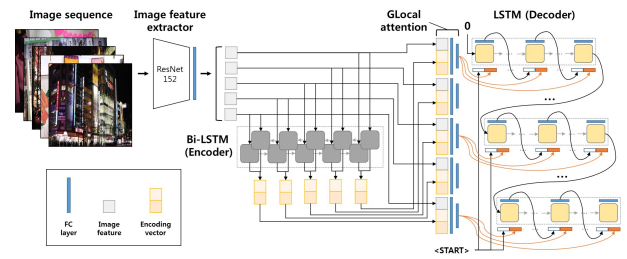 Image sequence
Image feature
extractor
GLocal
attention
LSTM (Decoder)
0
ResNet
152
...
Bi-LSTM
(Encoder)
...
FC
layer
Image
feature
Encoding
vector
<START>